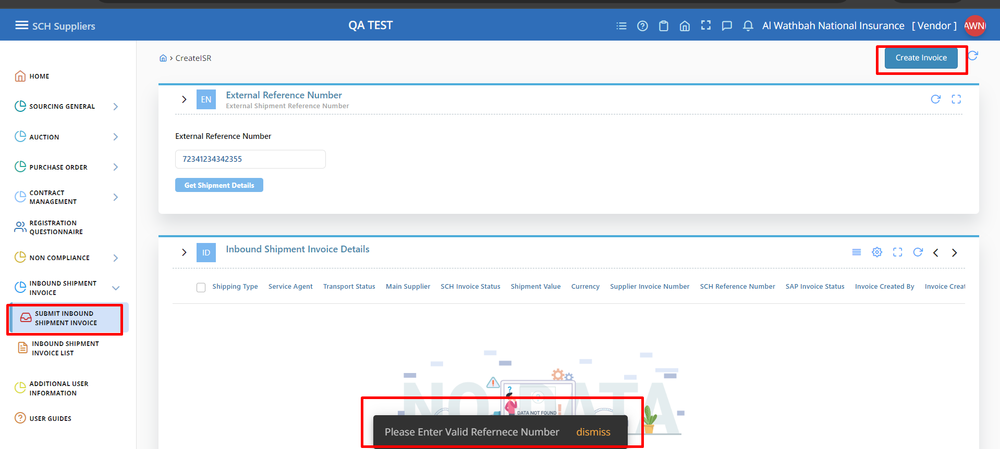 SCH Suppliers
QA TEST
Al Wathbah National Insurance [ Vendor ]
AWNI
CreateISR
Create Invoice
HOME
SOURCING GENERAL
AUCTION
PURCHASE ORDER
CONTRACT
MANAGEMENT
REGISTRATION
QUESTIONNAIRE
NON COMPLIANCE
INBOUND SHIPMENT
INVOICE
SUBMIT INBOUND
SHIPMENT INVOICE
INBOUND SHIPMENT
INVOICE LIST
ADDITIONAL USER
INFORMATION
USER GUIDES
EN
External Reference Number
External Shipment Reference Number
External Reference Number
72341234342355
Get Shipment Details
ID
Inbound Shipment Invoice Details
Shipping Type Service Agent Transport Status Main Supplier SCH Invoice Status Shipment Value Currency Supplier Invoice Number SCH Reference Number SAP Invoice Status Invoice Created By Invoice Creat
NO DATA
DATA NOT FOUND
Please Enter Valid Refernece Number dismiss